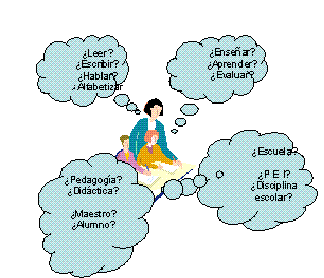 ¿Leer?
¿Escribir?
¿Hablar?
¿Alfabetizar
¿Enseñar?
¿Aprender?
¿Evaluar?
¿Pedagogía?
¿Didáctica?
¿Maestro?
¿Alumno?
¿Escuela?
¿P E I?
¿Disciplina
escolar?